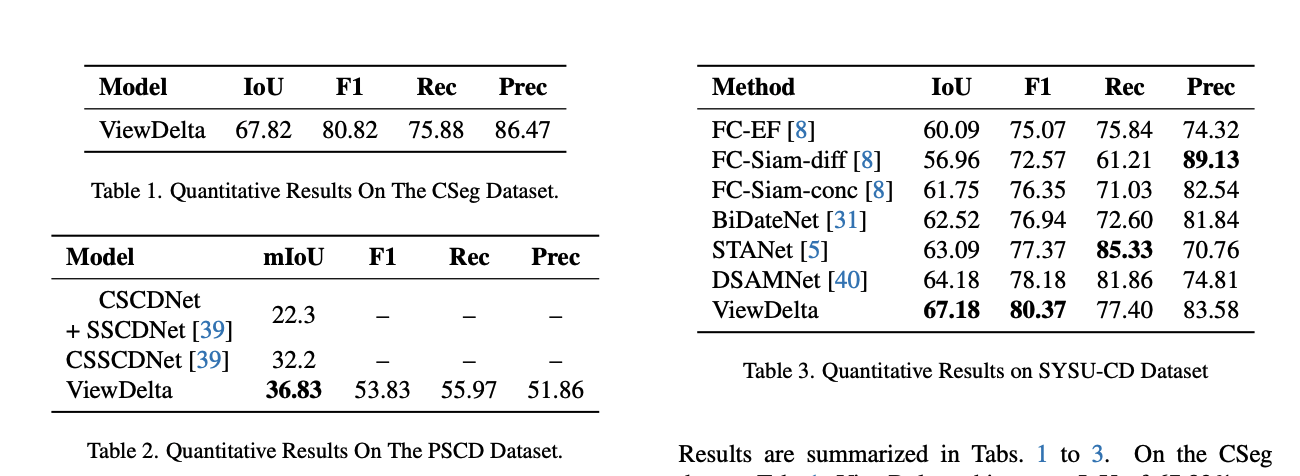 Model IoU F1 Rec Prec
ViewDelta 67.82 80.82 75.88 86.47
Table 1. Quantitative Results On The CSeg Dataset.
Model mIoU F1 Rec Prec
CSCDNet
+ SSCDNet [39] 22.3 – – –
CSSCDNet [39] 32.2 – – –
ViewDelta 36.83 53.83 55.97 51.86
Table 2. Quantitative Results On The PSCD Dataset.
Method IoU F1 Rec Prec
FC-EF [8] 60.09 75.07 75.84 74.32
FC-Siam-diff [8] 56.96 72.57 61.21 89.13
FC-Siam-conc [8] 61.75 76.35 71.03 82.54
BiDateNet [31] 62.52 76.94 72.60 81.84
STANet [5] 63.09 77.37 85.33 70.76
DSAMNet [40] 64.18 78.18 81.86 74.81
ViewDelta 67.18 80.37 77.40 83.58
Table 3. Quantitative Results on SYSU-CD Dataset
Results are summarized in Tabs. 1 to 3. On the CSeg